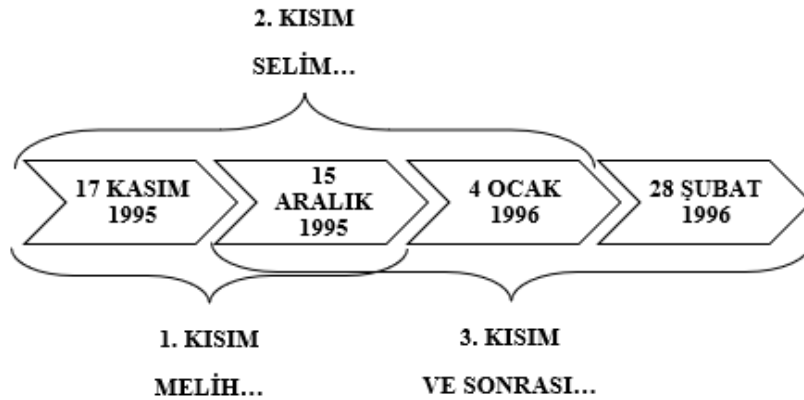 2. KISIM
SELİM…
17 KASIM
1995
15
ARALIK
1995
4 OCAK
1996
28 ŞUBAT
1996
1. KISIM
MELİH…
3. KISIM
VE SONRASI…